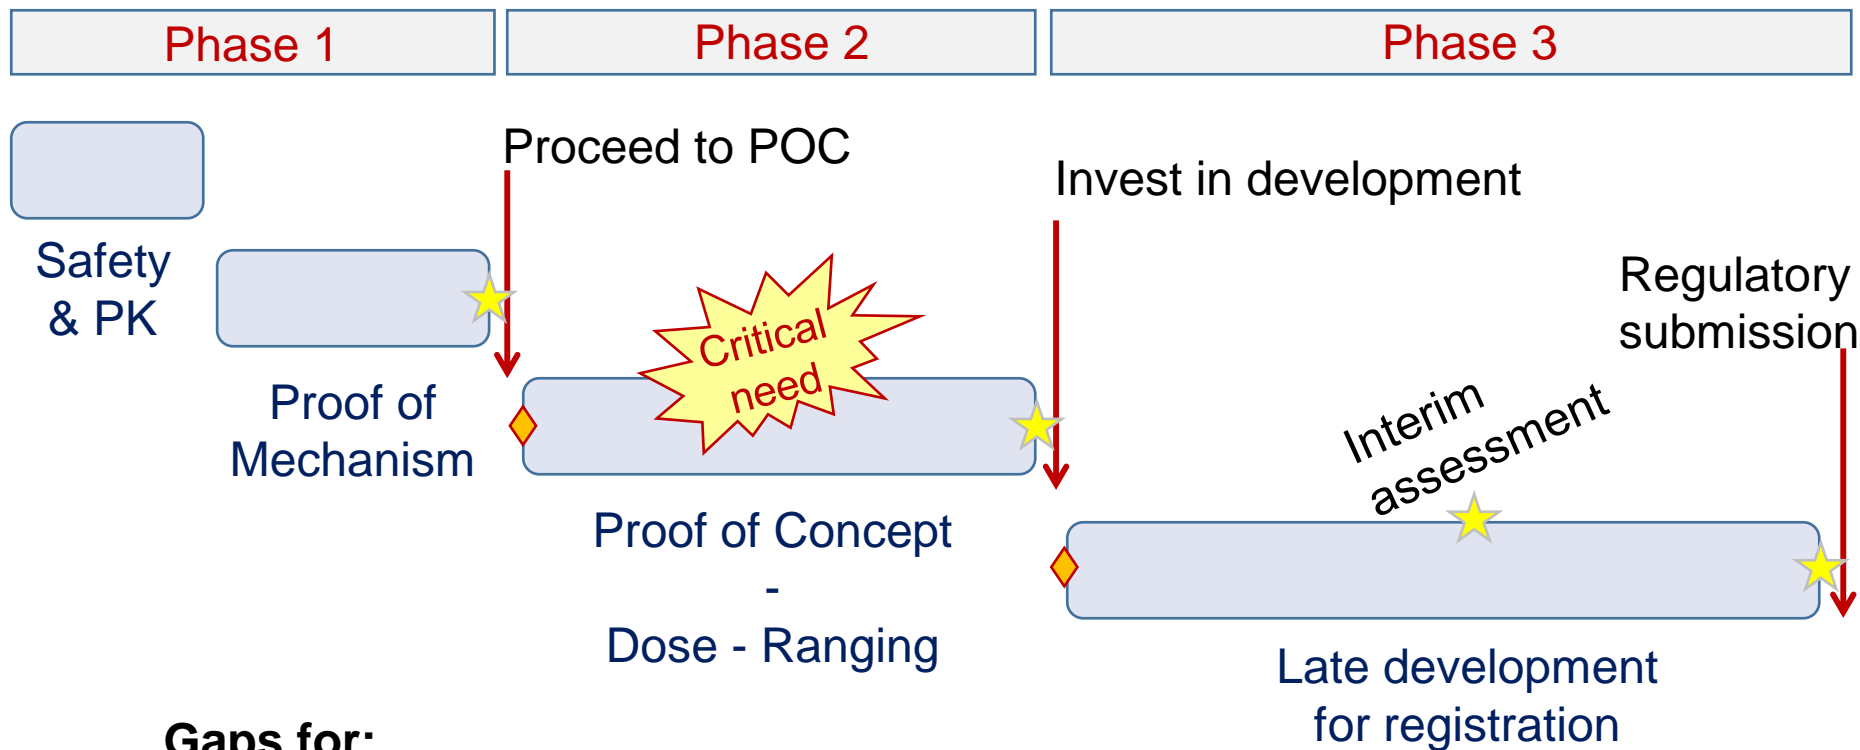 Phase 1
Phase 2
Phase 3
Proceed to POC
Invest in development
Safety
& PK
Regulatory
submission
Critical
need
Proof of
Mechanism
Interim
assessment
Proof of Concept
-
Dose - Ranging
Late development
for registration
Gaps for: